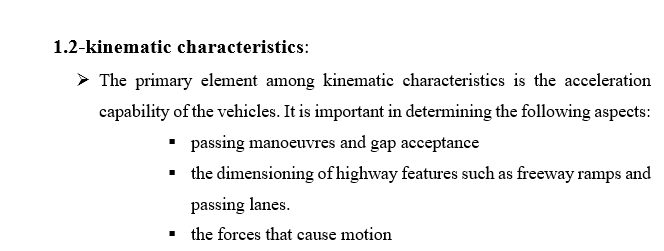 1.2-kinematic characteristics:
➢ The primary element among kinematic characteristics is the acceleration
capability of the vehicles. It is important in determining the following aspects:
▪ passing manoeuvres and gap acceptance
▪ the dimensioning of highway features such as freeway ramps and
passing lanes.
▪ the forces that cause motion